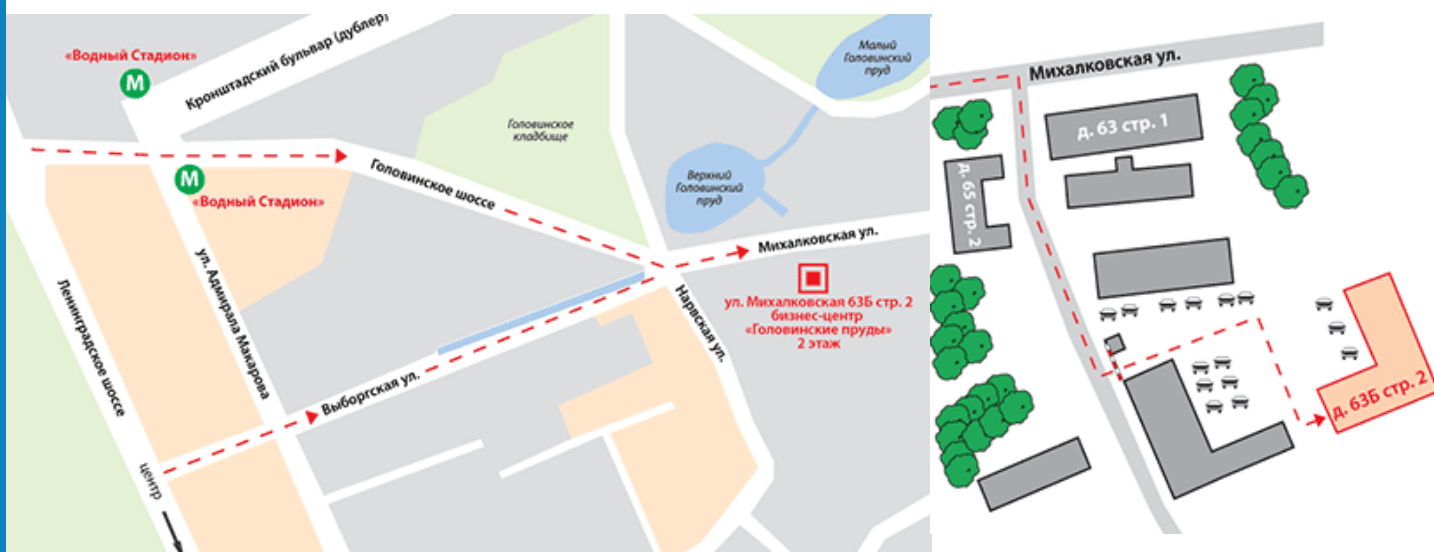 «Водный Стадион»
М
Кронштадский бульвар (дублер)
Малый
Головинский
пруд
Головинское
кладбище
М
«Водный Стадион»
Головинское шоссе
Верхний
Головинский
пруд
Михалковская ул.
ул. Адмирала Макарова
Ленинградское шоссе
ул. Михалковская 63Б стр. 2
бизнес-центр
«Головинские пруды»
2 этаж
Нарвская ул.
Выборгская ул.
центр
Михалковская ул.
д. 63 стр. 1
д. 65 стр. 2
д. 63Б стр. 2